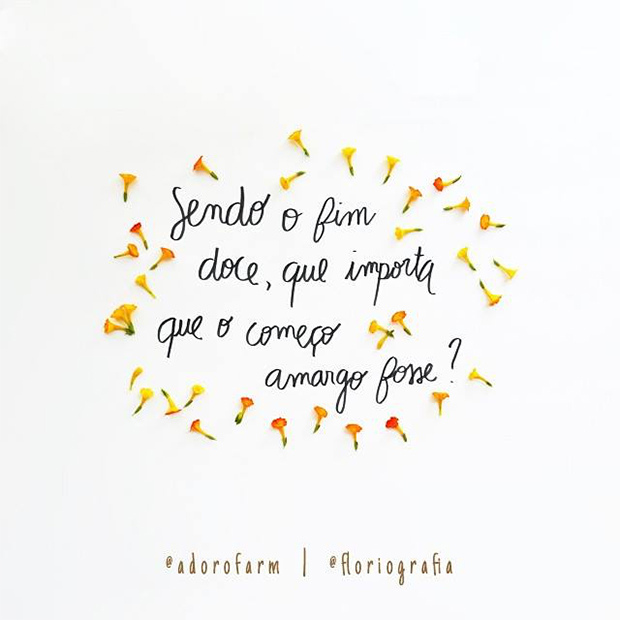 Sendo o fim
doce, que importa
que o começo
amargo fosse?
@adorofarm | @floriografia